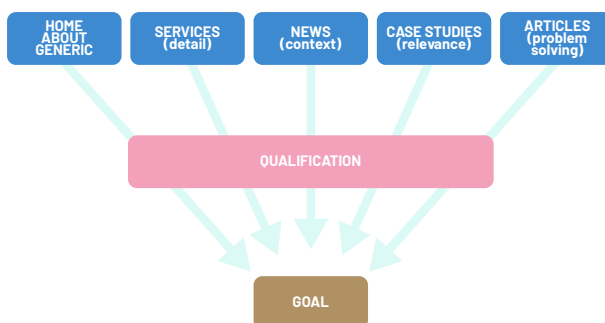 HOME
ABOUT
GENERIC
SERVICES
(detail)
NEWS
(context)
CASE STUDIES
(relevance)
ARTICLES
(problem
solving)
QUALIFICATION
GOAL